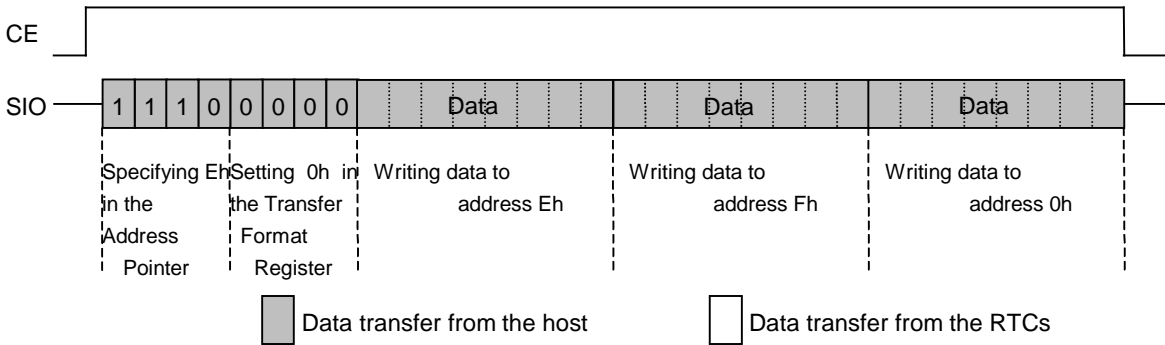 CE
SIO 1 1 1 0 0 0 0 0 Data Data Data
Specifying Eh Setting 0h in Writing data to Writing data to Writing data to
in the the Transfer address Eh address Fh address 0h
Address Format
Pointer Register
Data transfer from the host Data transfer from the RTCs